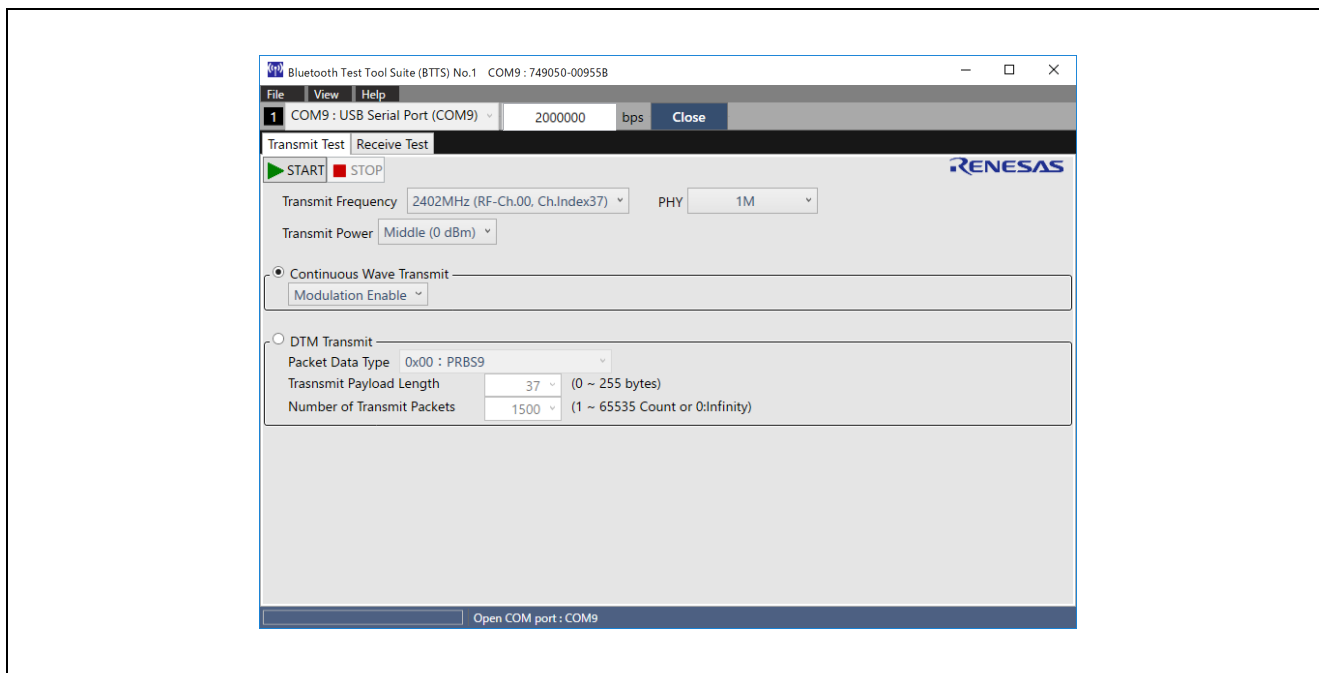 Bluetooth Test Tool Suite (BTTS) No.1 COM9 : 749050-00955B
File View Help
1 COM9 : USB Serial Port (COM9) 2000000 bps Close
Transmit Test Receive Test
START STOP RENESAS
Transmit Frequency 2402MHz (RF-Ch.00, Ch.Index37) PHY 1M
Transmit Power Middle (0 dBm)
Continuous Wave Transmit
Modulation Enable
DTM Transmit
Packet Data Type 0x00 : PRBS9
Trasnsmit Payload Length 37 (0 ~ 255 bytes)
Number of Transmit Packets 1500 (1 ~ 65535 Count or 0:Infinity)
Open COM port : COM9